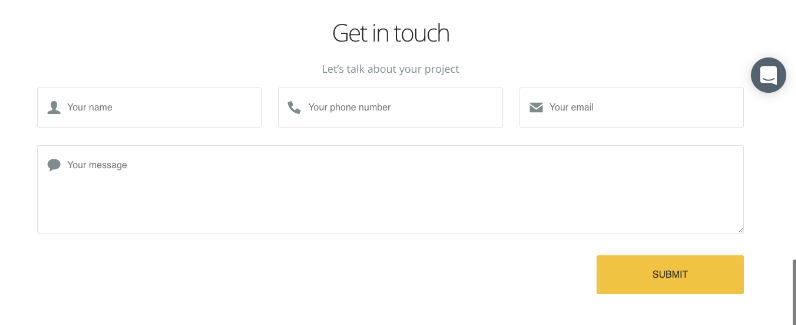 Get in touch
Let's talk about your project
Your name
Your phone number
Your email
Your message
SUBMIT